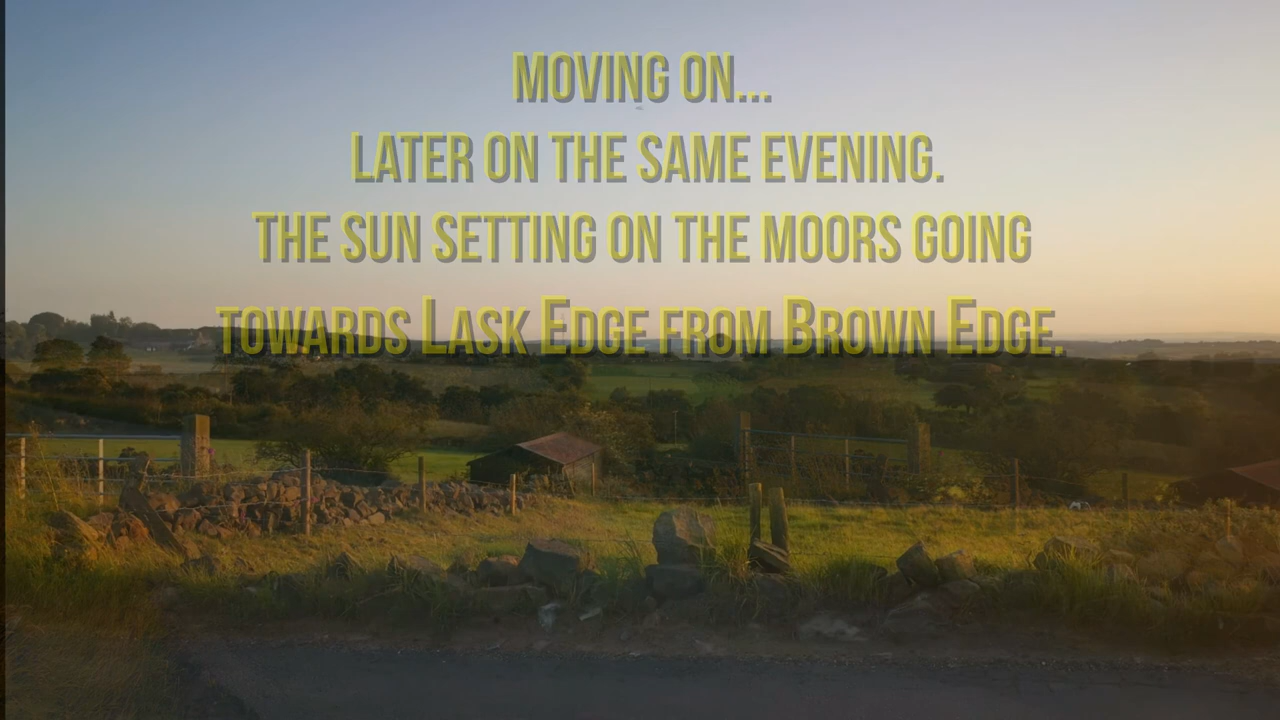 MOVING ON...
LATER ON THE SAME EVENING.
THE SUN SETTING ON THE MOORS GOING
TOWARDS LASK EDGE FROM BROWN EDGE.